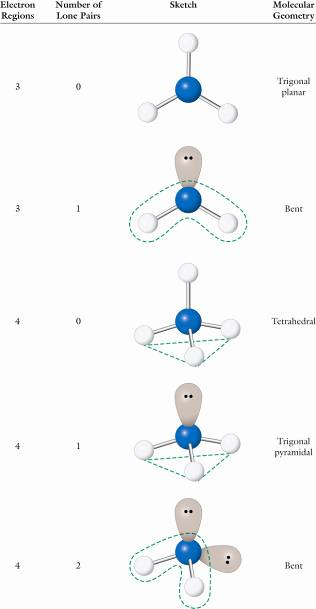 Electron Regions
Number of Lone Pairs
Sketch
Molecular Geometry
3 0 Trigonal planar
3 1 Bent
4 0 Tetrahedral
4 1 Trigonal pyramidal
4 2 Bent